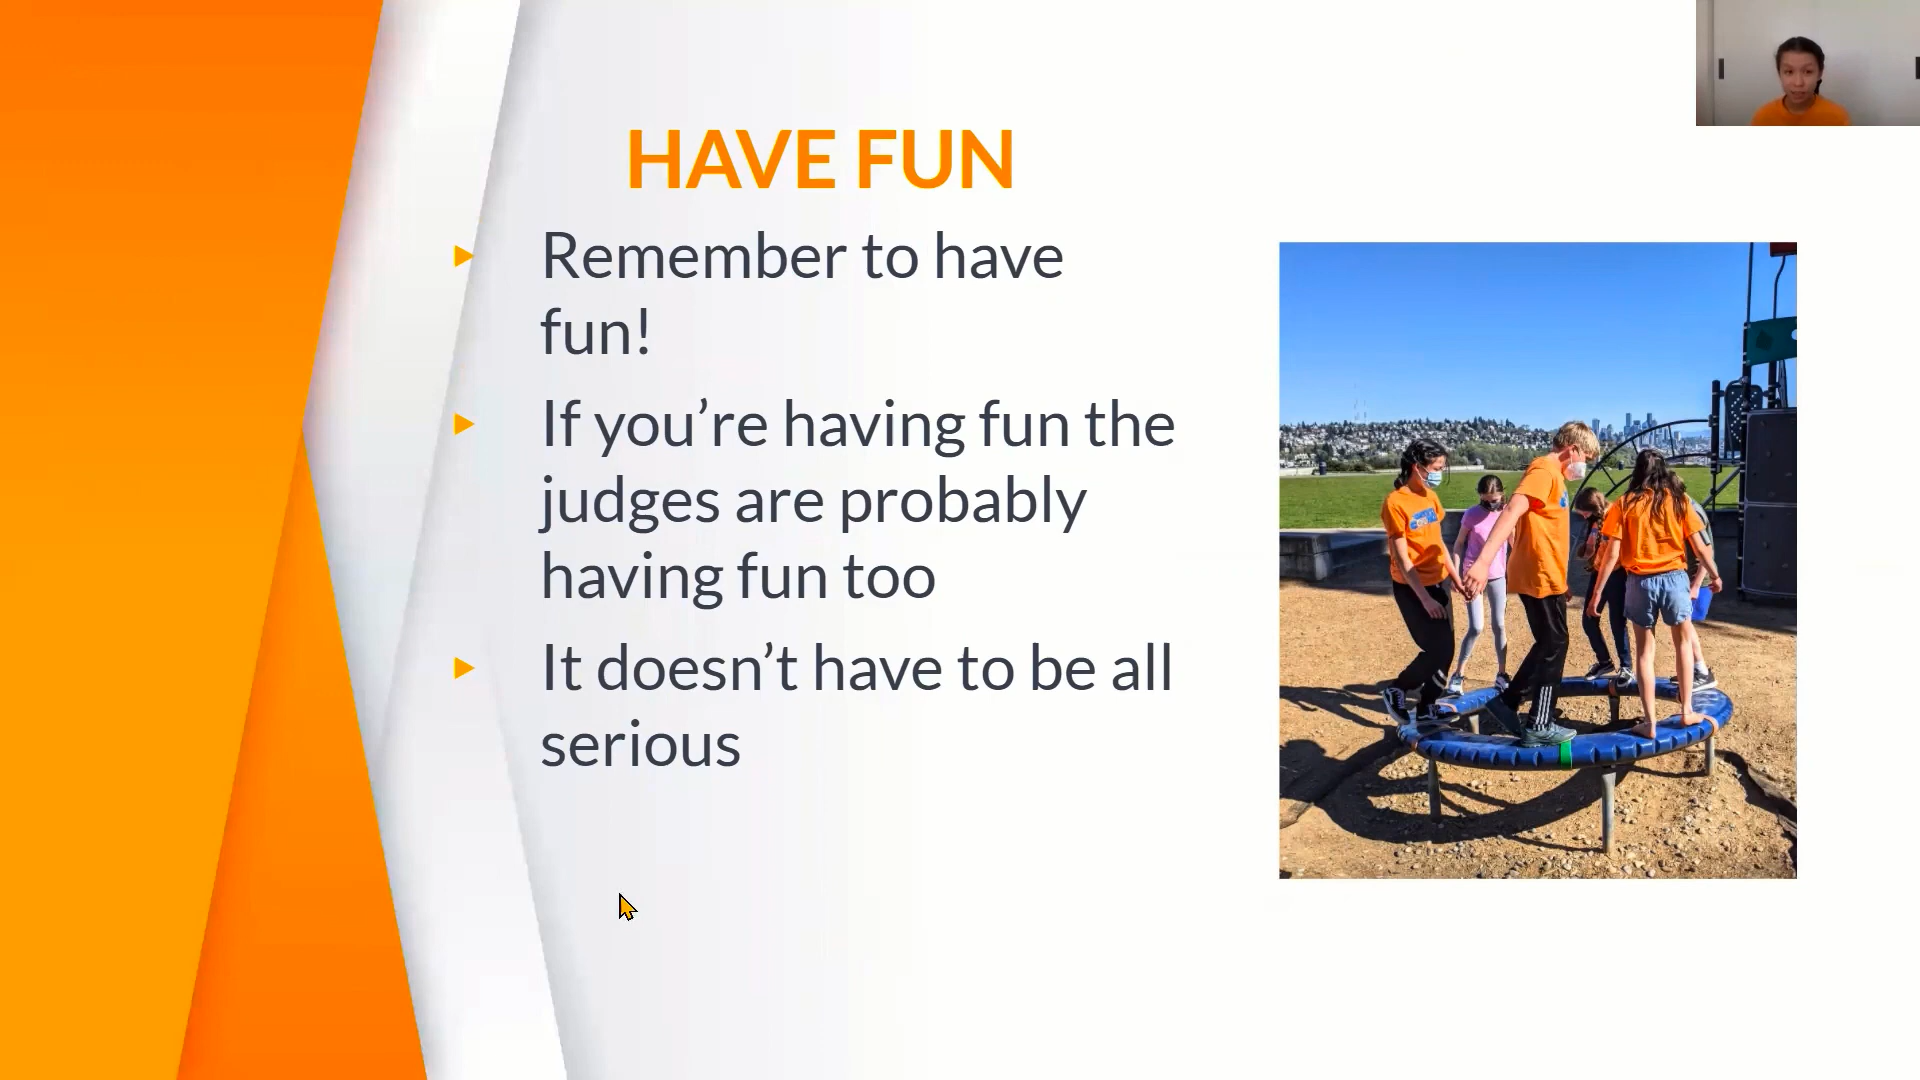 HAVE FUN
Remember to have
fun!
If you’re having fun the
judges are probably
having fun too
It doesn’t have to be all
serious